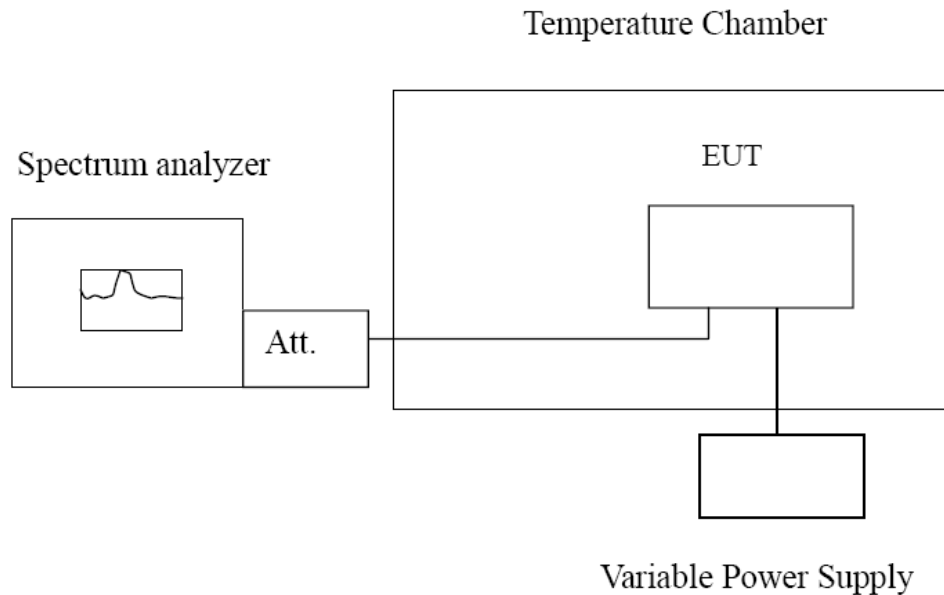 Temperature Chamber
Spectrum analyzer
EUT
Att.
Variable Power Supply